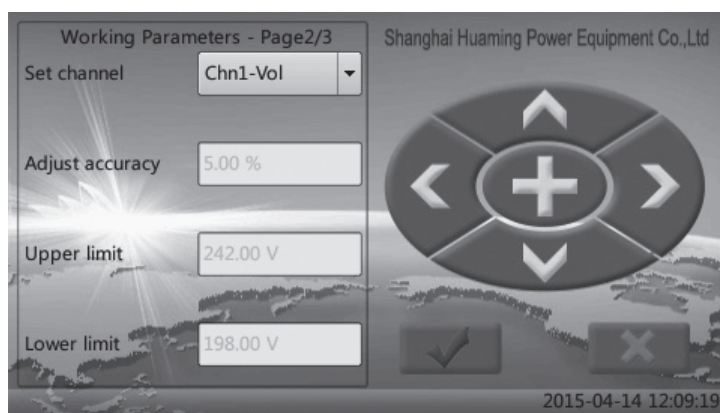 Working Parameters - Page2/3
Shanghai Huaming Power Equipment Co.,Ltd
Set channel
Chn1-Vol
Adjust accuracy
5.00 %
Upper limit
242.00 V
Lower limit
198.00 V
2015-04-14 12:09:19